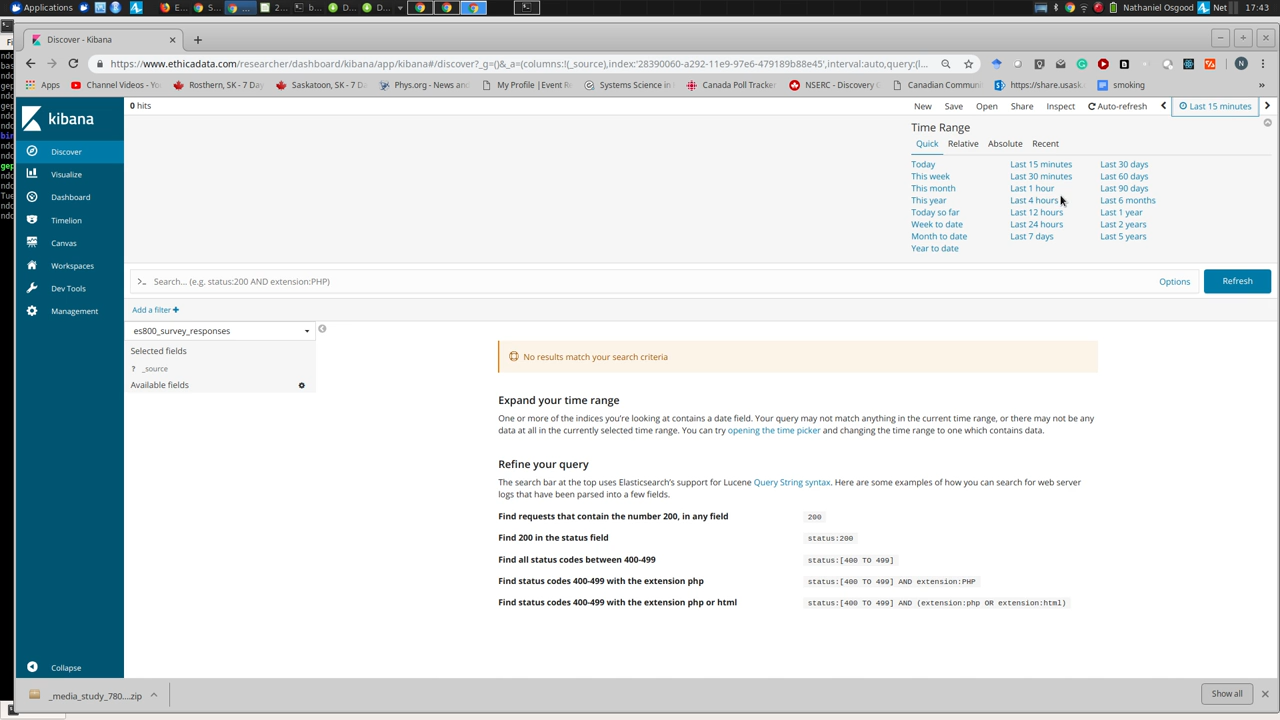 Applications
2...
b...
D...
D...
Nathaniel Osgood
Net
17:43
Discover - Kibana
https://www.ethicadata.com/researcher/dashboard/kibana/app/kibana#/discover?_g=()&_a=(columns:!(_source),index:'28390060-a292-11e9-97e6-479189b88e45',interval:auto,query:(l...
N
Apps
Channel Videos - You
Rosthern, SK - 7 Day
Saskatoon, SK - 7 D
Phys.org - News and
My Profile | Event R
Systems Science in
Canada Poll Tracker
NSERC - Discovery G
Canadian Commun
https://share.usask.
smoking
»
kibana
Discover
Visualize
Dashboard
Timelion
Canvas
Workspaces
Dev Tools
Management
Collapse
0 hits
New Save Open Share Inspect Auto-refresh Last 15 minutes
Time Range
Quick Relative Absolute Recent
Today Last 15 minutes Last 30 days
This week Last 30 minutes Last 60 days
This month Last 1 hour Last 90 days
This year Last 4 hours Last 6 months
Today so far Last 12 hours Last 1 year
Week to date Last 24 hours Last 2 years
Month to date Last 7 days Last 5 years
Year to date
>_ Search... (e.g. status:200 AND extension:PHP) Options Refresh
Add a filter +
es800_survey_responses
Selected fields
? _source
Available fields
No results match your search criteria
Expand your time range
One or more of the indices you're looking at contains a date field. Your query may not match anything in the current time range, or there may not be any
data at all in the currently selected time range. You can try opening the time picker and changing the time range to one which contains data.
Refine your query
The search bar at the top uses Elasticsearch's support for Lucene Query String syntax. Here are some examples of how you can search for web server
logs that have been parsed into a few fields.
Find requests that contain the number 200, in any field 200
Find 200 in the status field status:200
Find all status codes between 400-499 status:[400 TO 499]
Find status codes 400-499 with the extension php status:[400 TO 499] AND extension:PHP
Find status codes 400-499 with the extension php or html status:[400 TO 499] AND (extension:php OR extension:html)
_media_study_780....zip
Show all